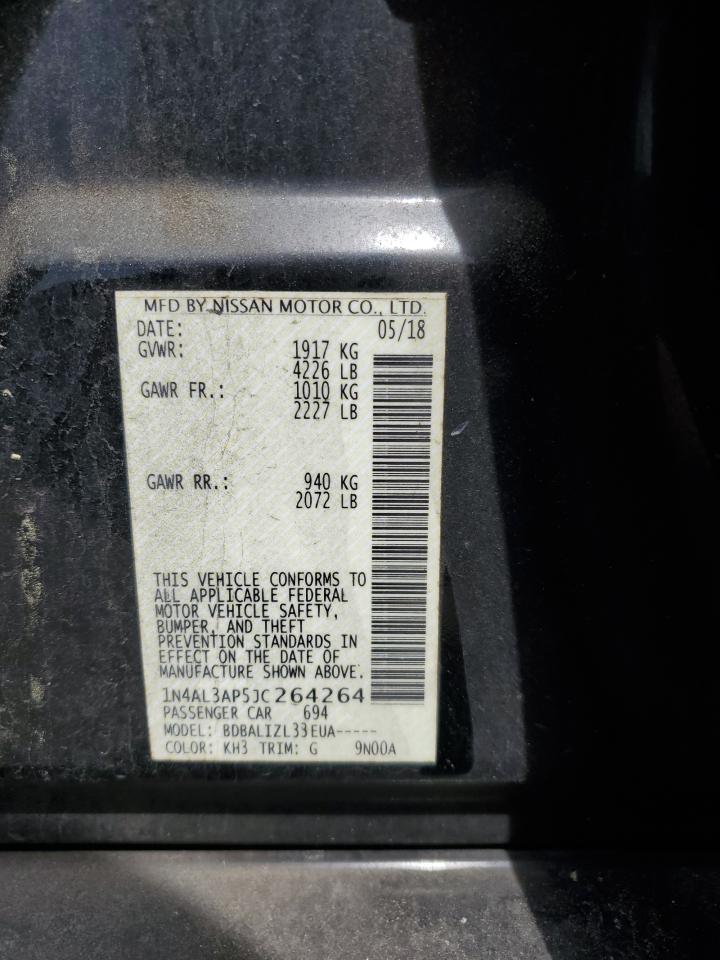 MFD BY NISSAN MOTOR CO., LTD.
DATE: 05/18
GVWR: 1917 KG
4226 LB
GAWR FR.: 1010 KG
2227 LB
GAWR RR.: 940 KG
2072 LB
THIS VEHICLE CONFORMS TO
ALL APPLICABLE FEDERAL
MOTOR VEHICLE SAFETY,
BUMPER, AND THEFT
PREVENTION STANDARDS IN
EFFECT ON THE DATE OF
MANUFACTURE SHOWN ABOVE.
1N4AL3AP5JC264264
PASSENGER CAR 694
MODEL: BDBALIZL33EUA-----
COLOR: KH3 TRIM: G 9N00A